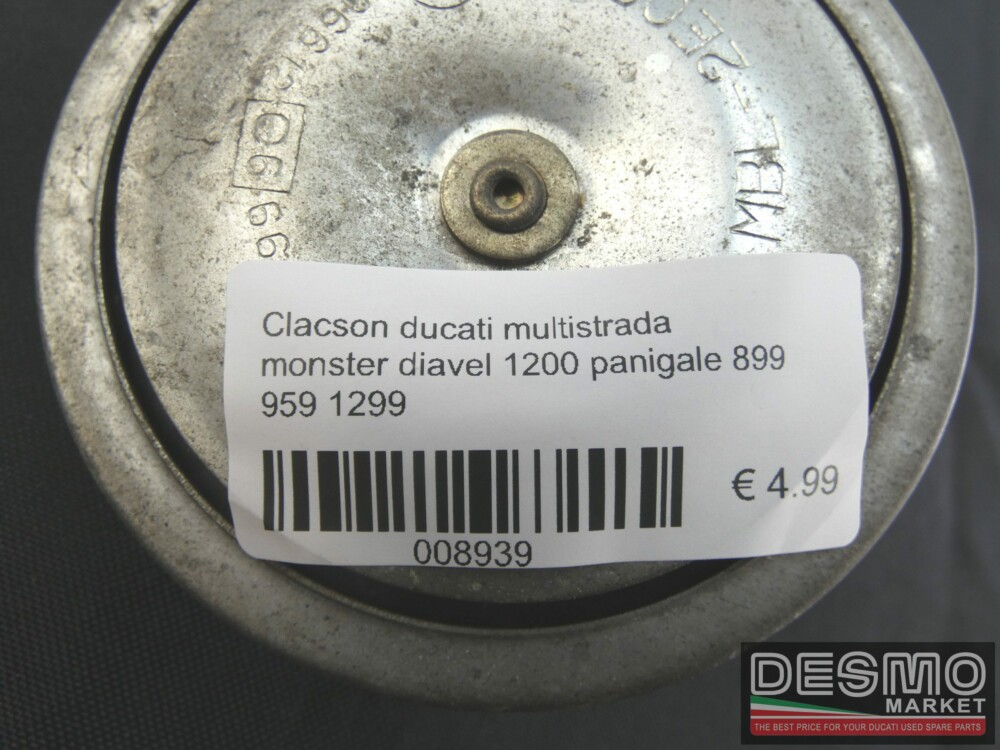 Clacson ducati multistrada
monster diavel 1200 panigale 899
959 1299
€ 4.99
008939
MBI
DESMO
MARKET
THE BEST PRICE FOR YOUR DUCATI USED SPARE PARTS